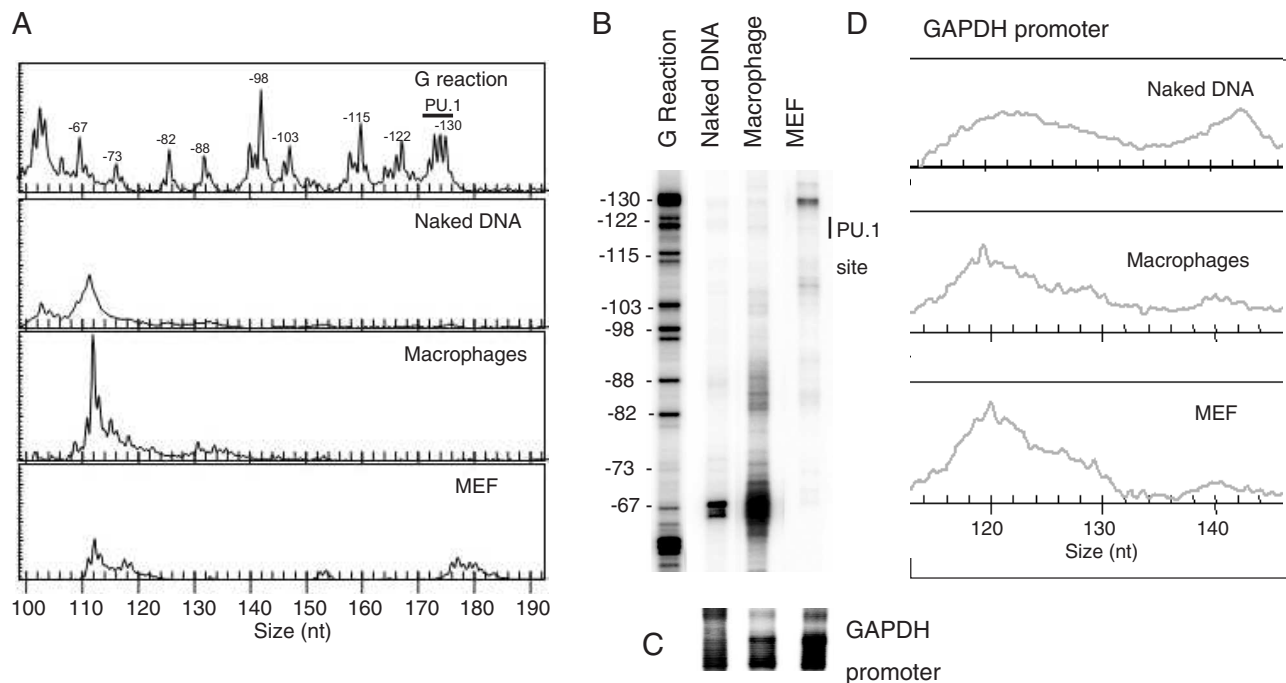 A
G reaction
-98
PU.1
-67
-73
-82
-88
-103
-115
-122
-130
Naked DNA
Macrophages
MEF
100 110 120 130 140 150 160 170 180 190
Size (nt)
B
G Reaction
Naked DNA
Macrophage
MEF
-130
-122
-115
-103
-98
-88
-82
-73
-67
PU.1
site
C
GAPDH
promoter
D
GAPDH promoter
Naked DNA
Macrophages
MEF
120 130 140
Size (nt)